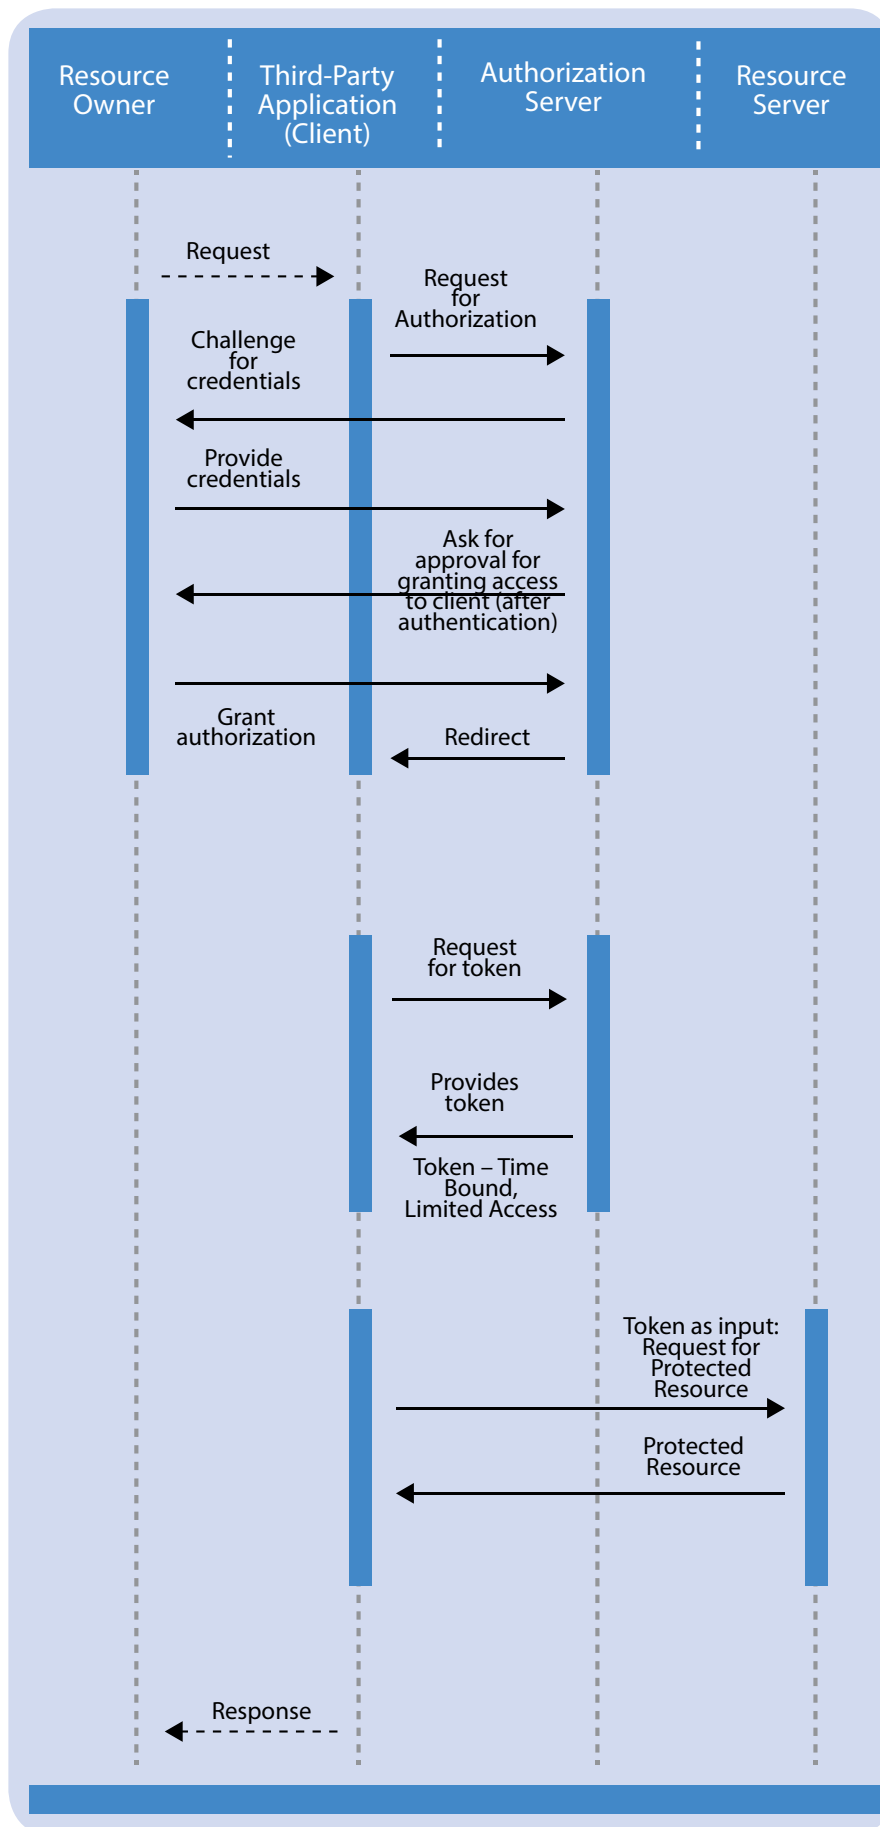 Resource
Owner
Third-Party
Application
(Client)
Authorization
Server
Resource
Server
Request
Request
for
Authorization
Challenge
for
credentials
Provide
credentials
Ask for
approval for
granting access
to client (after
authentication)
Grant
authorization
Redirect
Request
for token
Provides
token
Token – Time
Bound,
Limited Access
Token as input:
Request for
Protected
Resource
Protected
Resource
Response